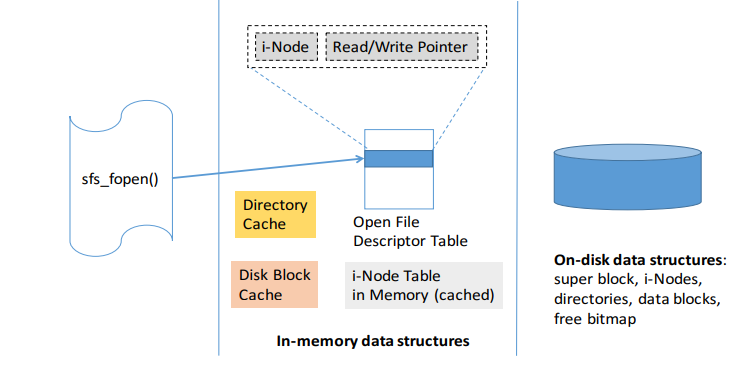 i-Node
Read/Write Pointer
sfs_fopen()
Directory
Cache
Open File
Descriptor Table
Disk Block
Cache
i-Node Table
in Memory (cached)
In-memory data structures
On-disk data structures:
super block, i-Nodes,
directories, data blocks,
free bitmap